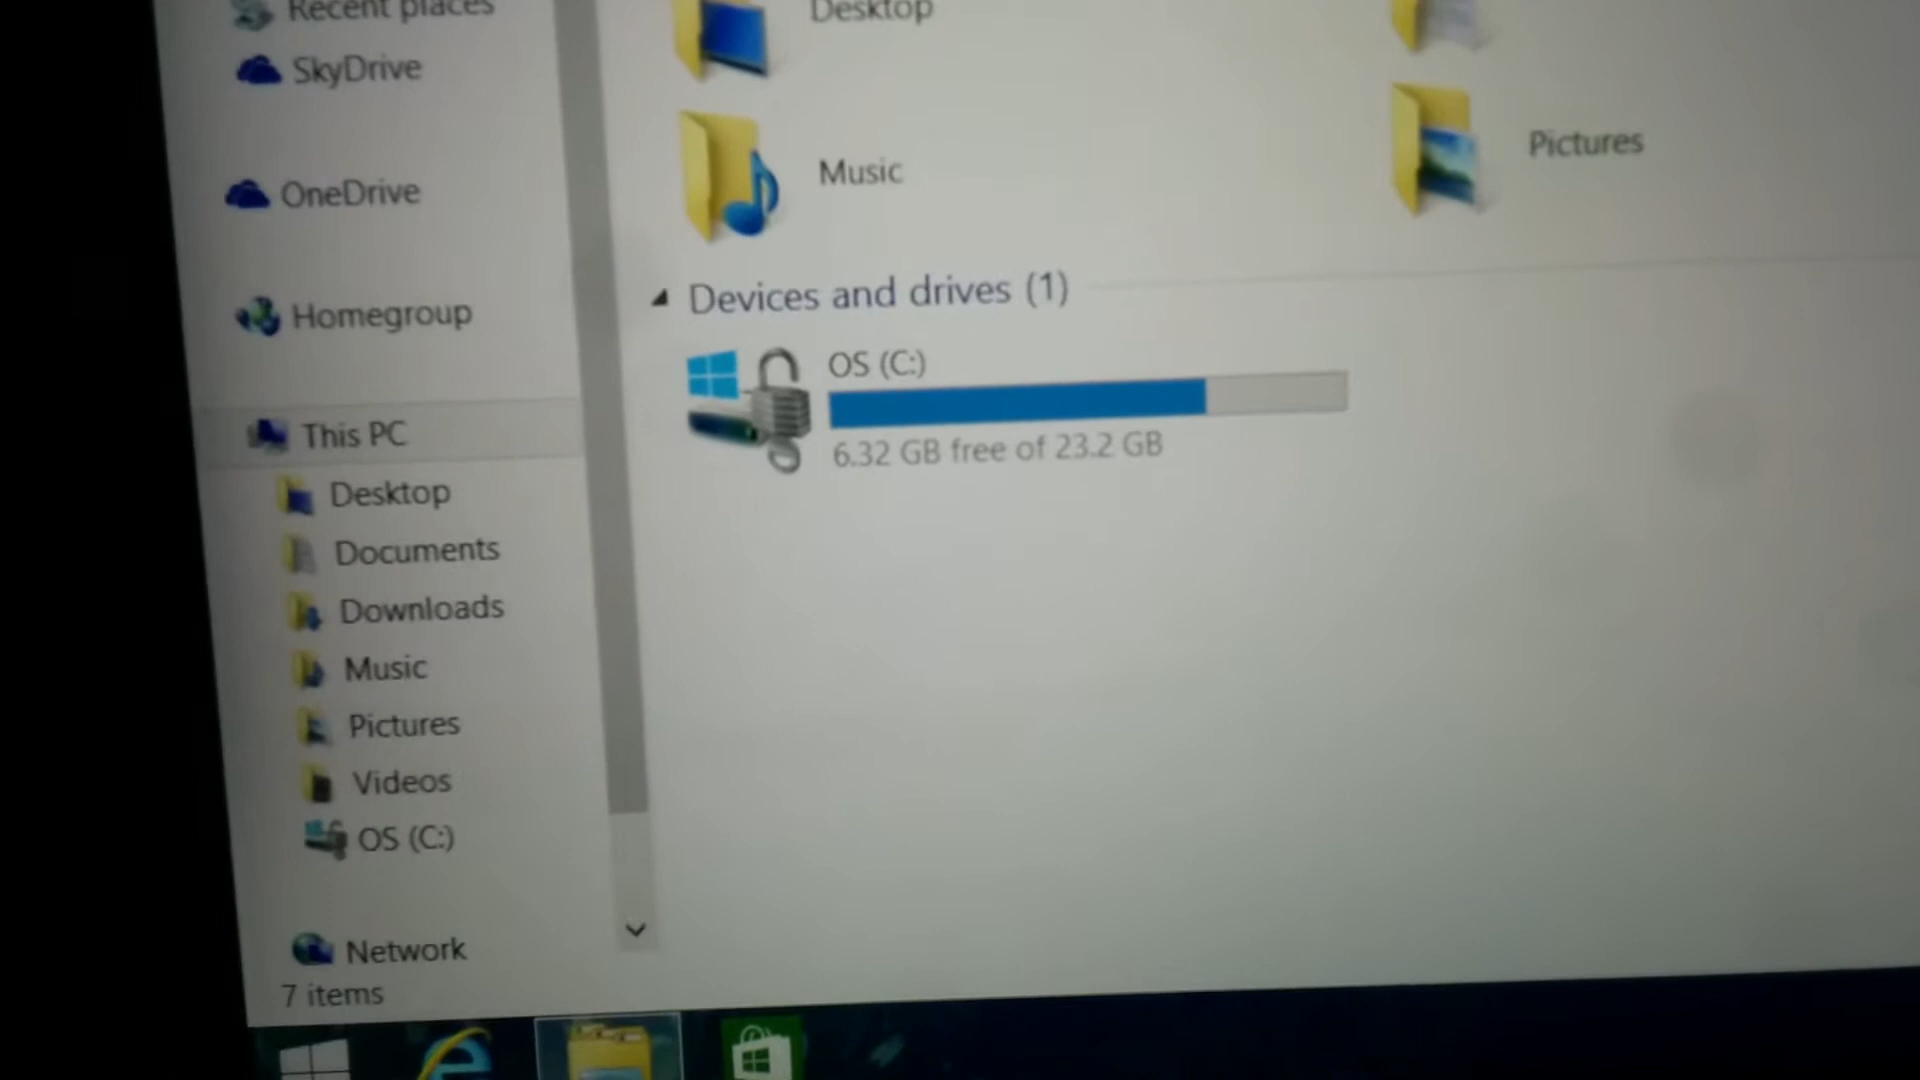 Recent places
SkyDrive
OneDrive
Homegroup
This PC
Desktop
Documents
Downloads
Music
Pictures
Videos
OS (C:)
Network
7 items
Desktop
Music
Pictures
Devices and drives (1)
OS (C:)
6.32 GB free of 23.2 GB